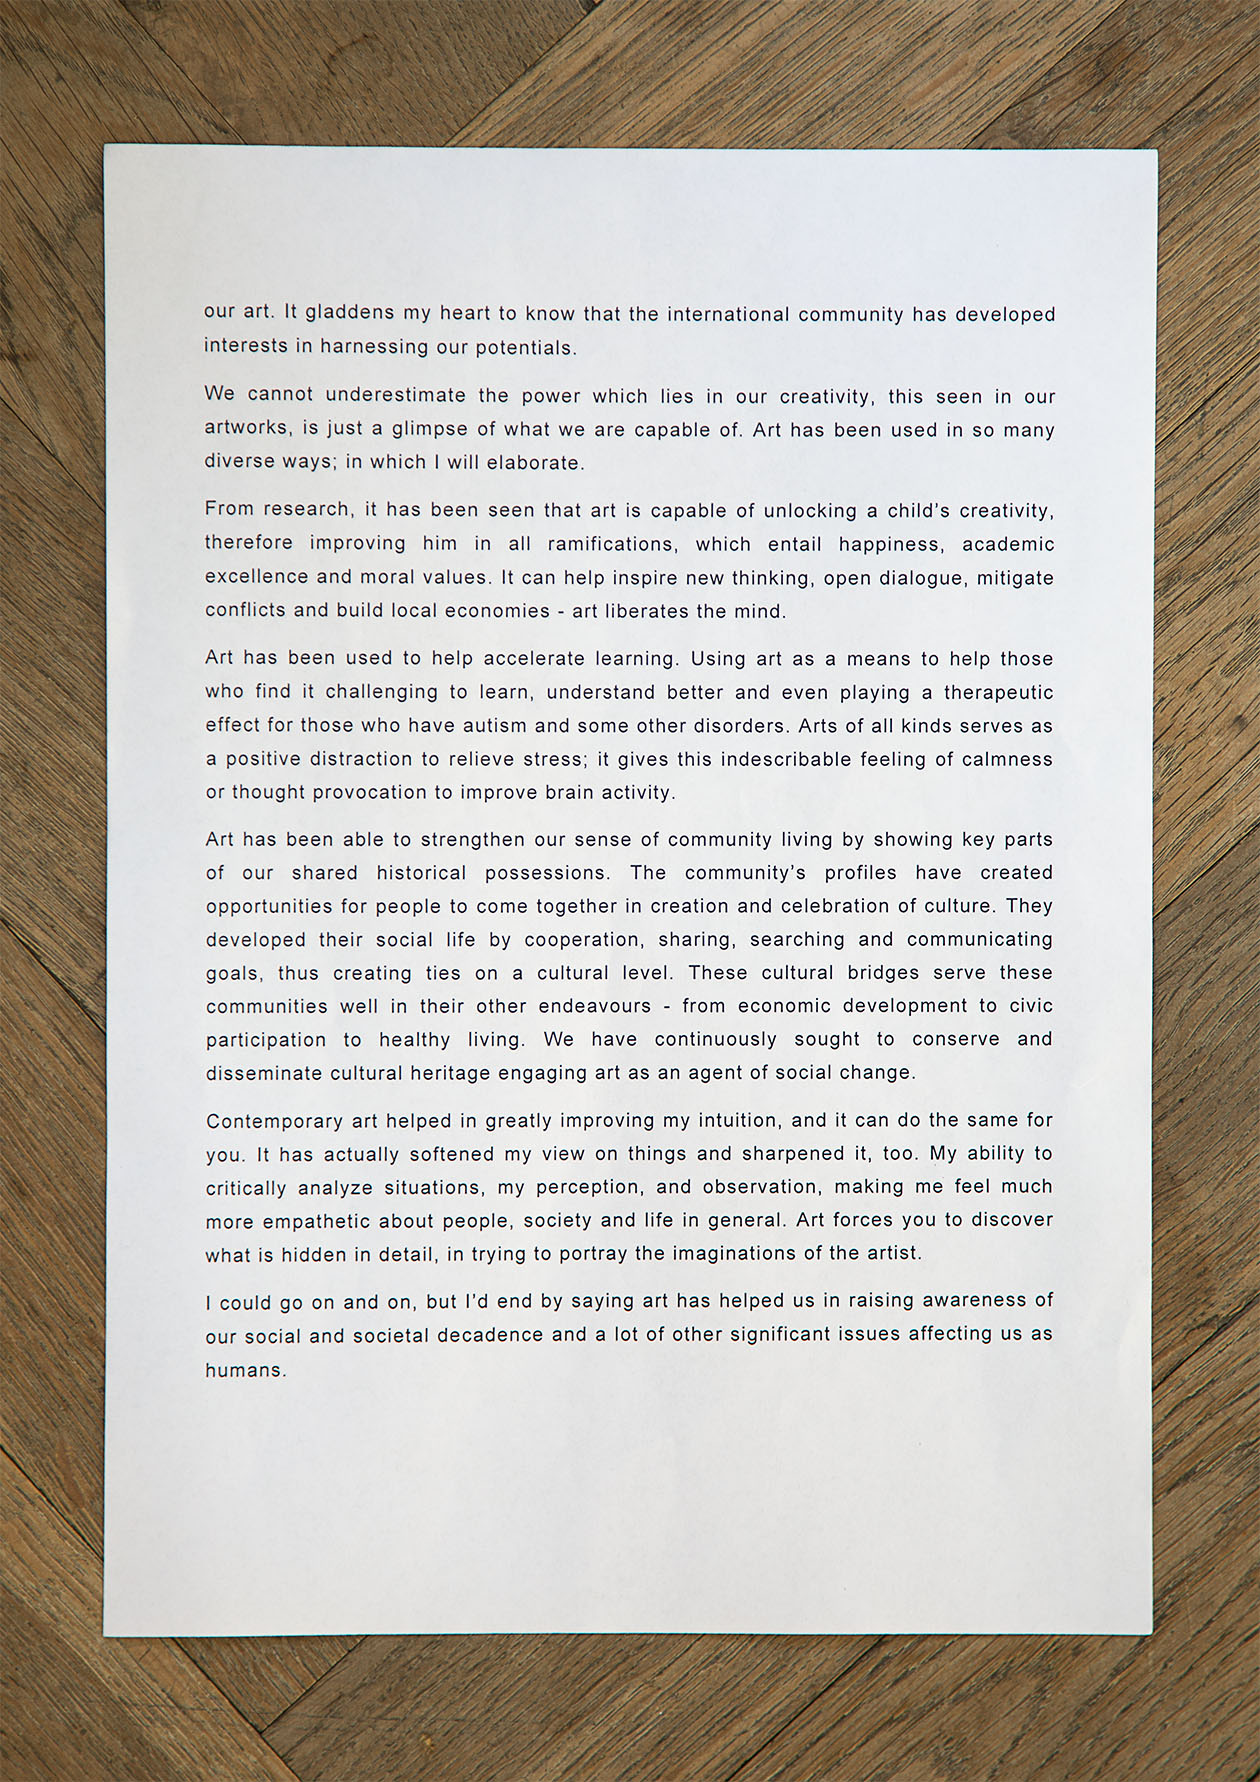 our art. It gladdens my heart to know that the international community has developed
interests in harnessing our potentials.
We cannot underestimate the power which lies in our creativity, this seen in our
artworks, is just a glimpse of what we are capable of. Art has been used in so many
diverse ways; in which I will elaborate.
From research, it has been seen that art is capable of unlocking a child’s creativity,
therefore improving him in all ramifications, which entail happiness, academic
excellence and moral values. It can help inspire new thinking, open dialogue, mitigate
conflicts and build local economies - art liberates the mind.
Art has been used to help accelerate learning. Using art as a means to help those
who find it challenging to learn, understand better and even playing a therapeutic
effect for those who have autism and some other disorders. Arts of all kinds serves as
a positive distraction to relieve stress; it gives this indescribable feeling of calmness
or thought provocation to improve brain activity.
Art has been able to strengthen our sense of community living by showing key parts
of our shared historical possessions. The community’s profiles have created
opportunities for people to come together in creation and celebration of culture. They
developed their social life by cooperation, sharing, searching and communicating
goals, thus creating ties on a cultural level. These cultural bridges serve these
communities well in their other endeavours - from economic development to civic
participation to healthy living. We have continuously sought to conserve and
disseminate cultural heritage engaging art as an agent of social change.
Contemporary art helped in greatly improving my intuition, and it can do the same for
you. It has actually softened my view on things and sharpened it, too. My ability to
critically analyze situations, my perception, and observation, making me feel much
more empathetic about people, society and life in general. Art forces you to discover
what is hidden in detail, in trying to portray the imaginations of the artist.
I could go on and on, but I’d end by saying art has helped us in raising awareness of
our social and societal decadence and a lot of other significant issues affecting us as
humans.